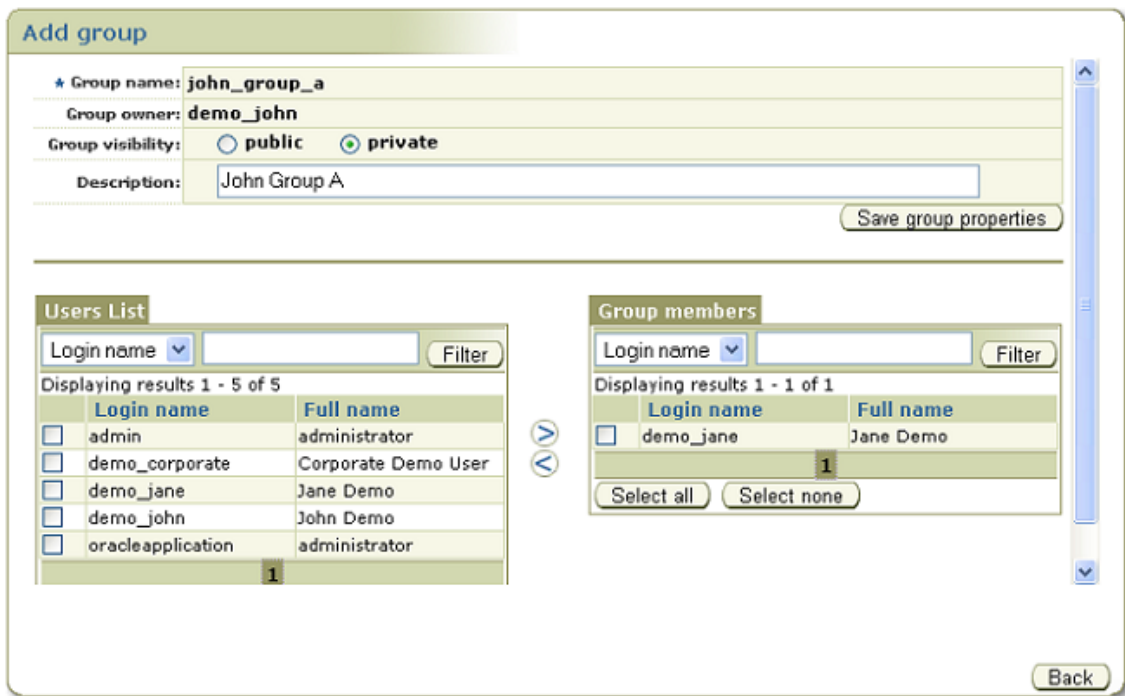 Add group
* Group name: john_group_a
Group owner: demo_john
Group visibility: public private
Description: John Group A
Save group properties
Users List
Login name Filter
Displaying results 1 - 5 of 5
Login name Full name
admin administrator
demo_corporate Corporate Demo User
demo_jane Jane Demo
demo_john John Demo
oracleapplication administrator
1
> 
<
Group members
Login name Filter
Displaying results 1 - 1 of 1
Login name Full name
demo_jane Jane Demo
1
Select all Select none
Back